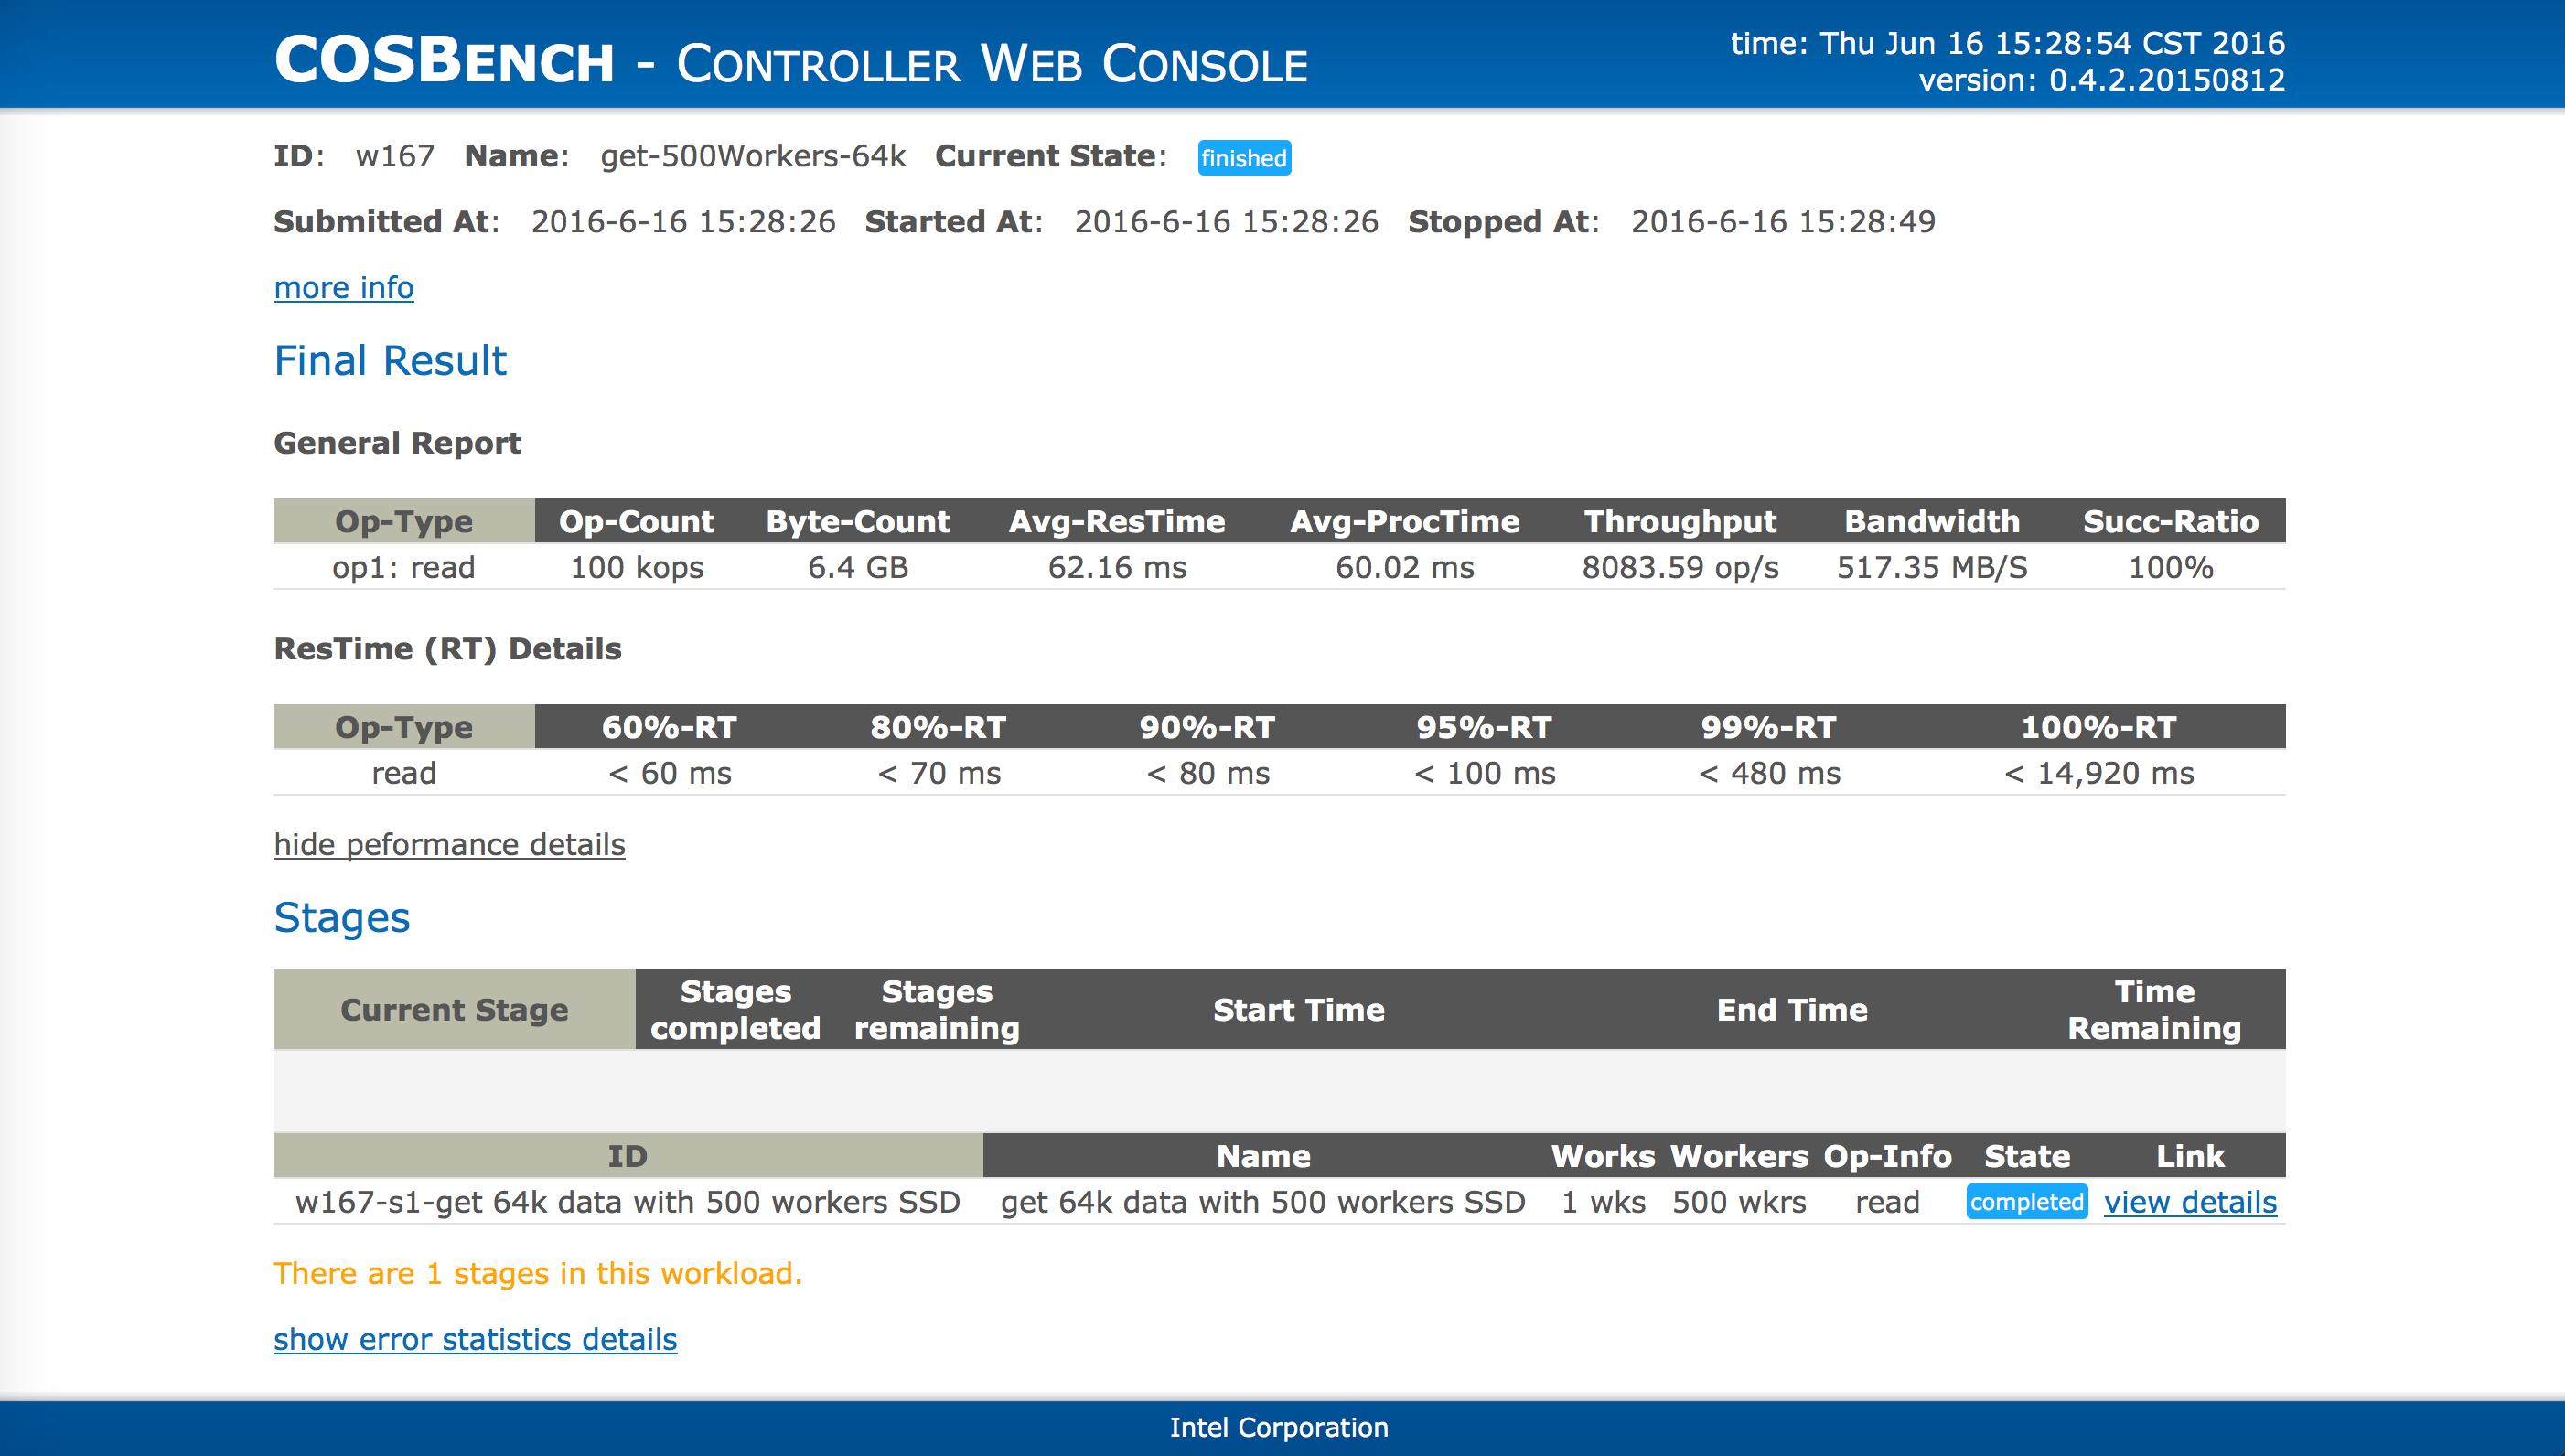 COSBENCH - CONTROLLER WEB CONSOLE
time: Thu Jun 16 15:28:54 CST 2016
version: 0.4.2.20150812
ID: w167 Name: get-500Workers-64k Current State: finished
Submitted At: 2016-6-16 15:28:26 Started At: 2016-6-16 15:28:26 Stopped At: 2016-6-16 15:28:49
more info
Final Result
General Report
Op-Type Op-Count Byte-Count Avg-ResTime Avg-ProcTime Throughput Bandwidth Succ-Ratio
op1: read 100 kops 6.4 GB 62.16 ms 60.02 ms 8083.59 op/s 517.35 MB/S 100%
ResTime (RT) Details
Op-Type 60%-RT 80%-RT 90%-RT 95%-RT 99%-RT 100%-RT
read < 60 ms < 70 ms < 80 ms < 100 ms < 480 ms < 14,920 ms
hide peformance details
Stages
Current Stage Stages completed Stages remaining Start Time End Time Time Remaining
ID Name Works Workers Op-Info State Link
w167-s1-get 64k data with 500 workers SSD get 64k data with 500 workers SSD 1 wks 500 wkrs read completed view details
There are 1 stages in this workload.
show error statistics details
Intel Corporation